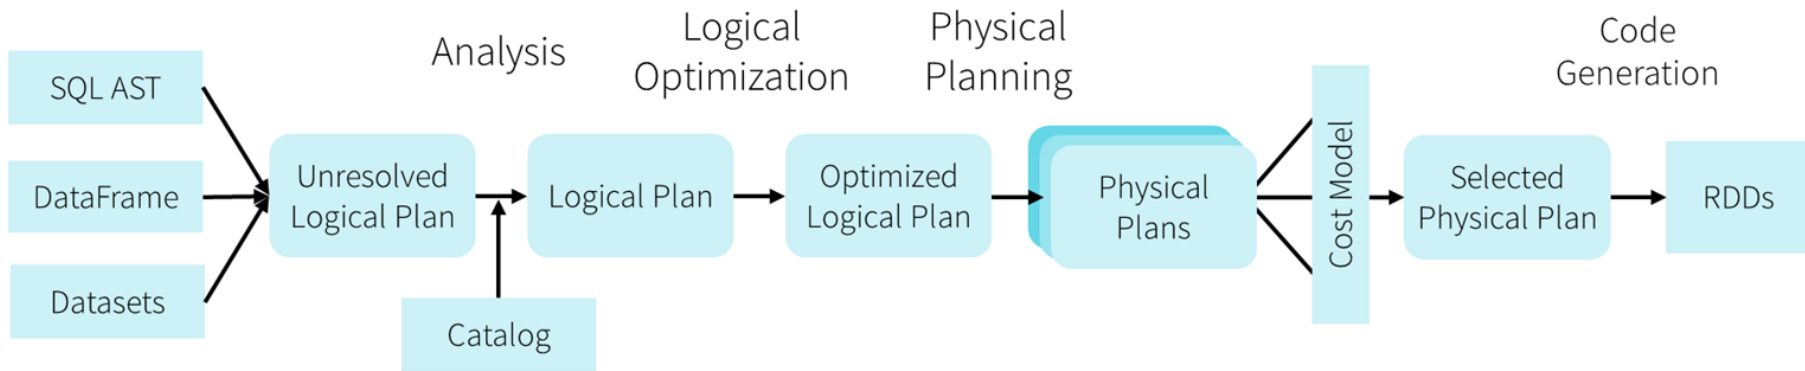 Analysis
Logical
Optimization
Physical
Planning
Code
Generation
SQL AST
DataFrame
Datasets
Unresolved
Logical Plan
Catalog
Logical Plan
Optimized
Logical Plan
Physical
Plans
Cost Model
Selected
Physical Plan
RDDs